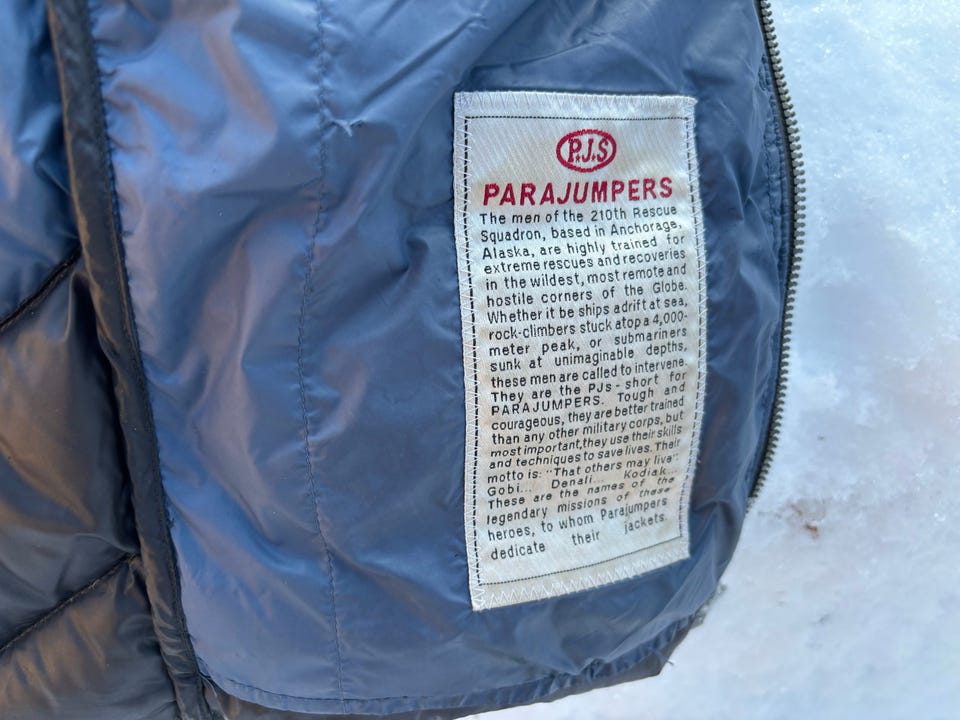 P.J.S
PARAJUMPERS
The men of the 210th Rescue
Squadron, based in Anchorage,
Alaska, are highly trained for
extreme rescues and recoveries
in the wildest, most remote and
hostile corners of the Globe.
Whether it be ships adrift at sea,
rock-climbers stuck atop a 4,000-
meter peak, or submariners
sunk at unimaginable depths,
these men are called to intervene.
They are the PJs - short for
PARAJUMPERS. Tough and
courageous, they are better trained
than any other military corps, but
most important, they use their skills
and techniques to save lives. Their
motto is: "That others may live"
Gobi... Denali... Kodiak...
These are the names of the
legendary missions of these
heroes, to whom Parajumpers
dedicate their jackets.